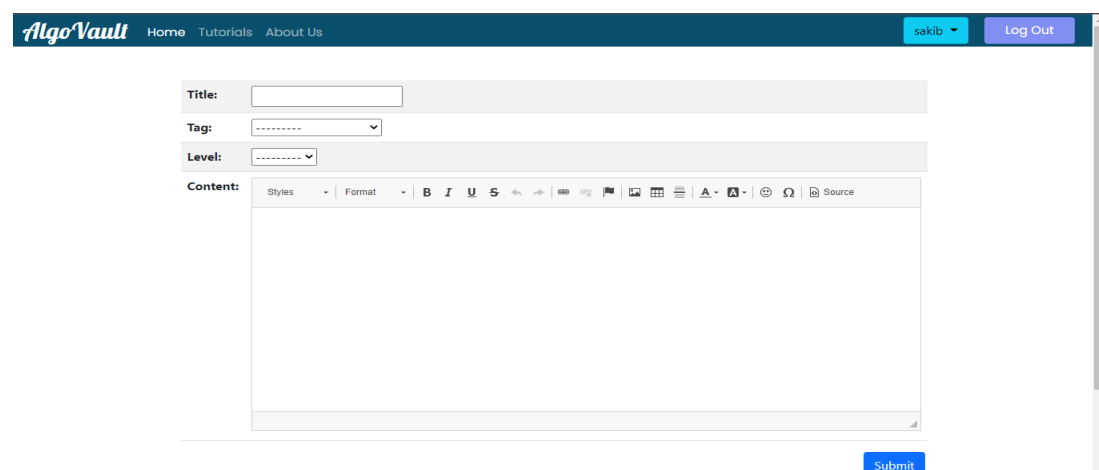 AlgoVault Home Tutorials About Us sakib Log Out
Title:
Tag: ---------
Level: ---------
Content:
Styles Format B I U S A A Ω Source
Submit